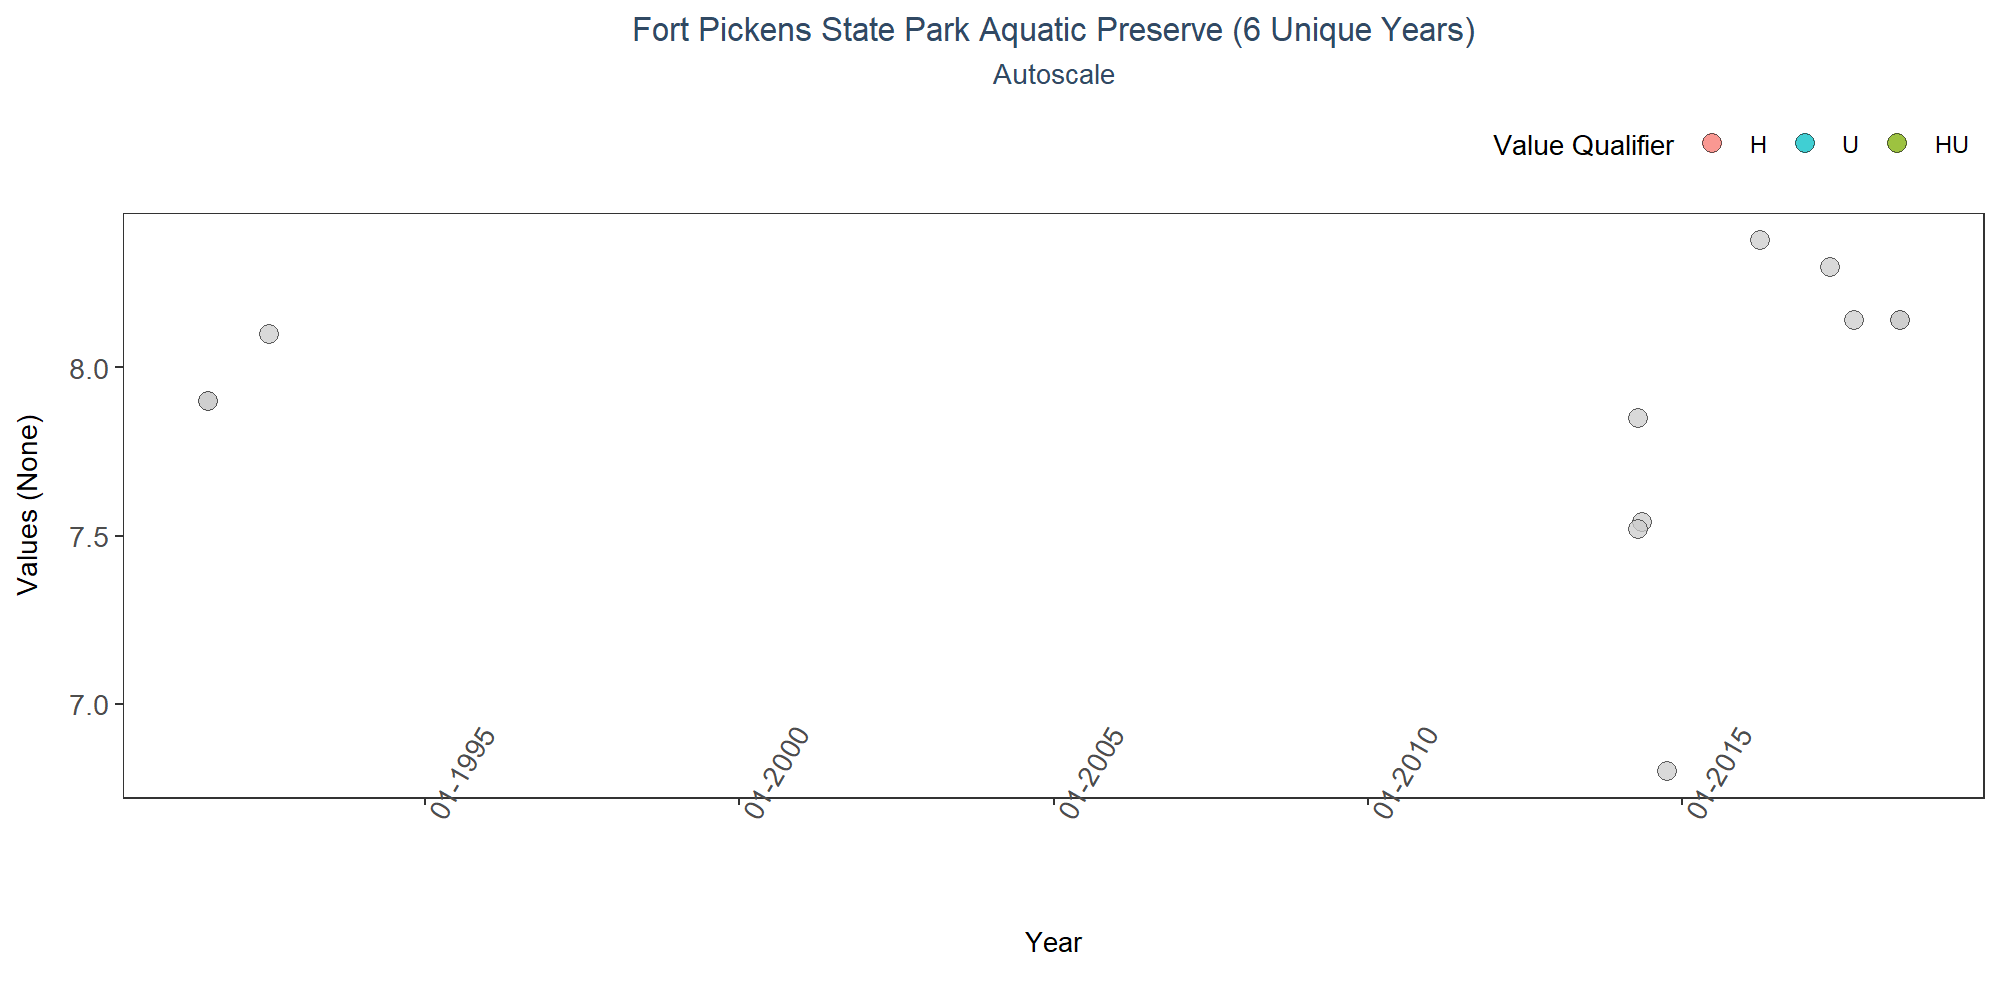 Fort Pickens State Park Aquatic Preserve (6 Unique Years)
Autoscale
Value Qualifier H U HU
Values (None)
8.0
7.5
7.0
01-1995 01-2000 01-2005 01-2010 01-2015
Year